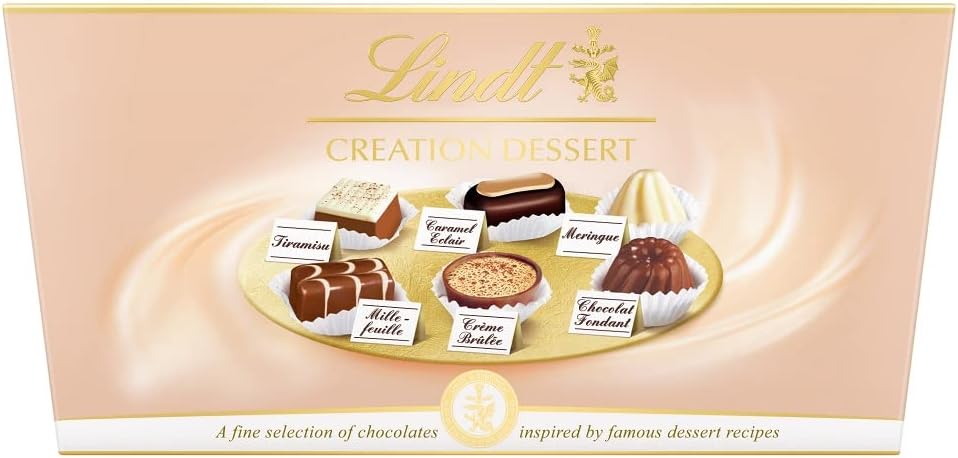 Lindt
CREATION DESSERT
Tiramisu
Caramel
Eclair
Meringue
Mille-
feuille
Crème
Brûlée
Chocolat
Fondant
A fine selection of chocolates inspired by famous dessert recipes